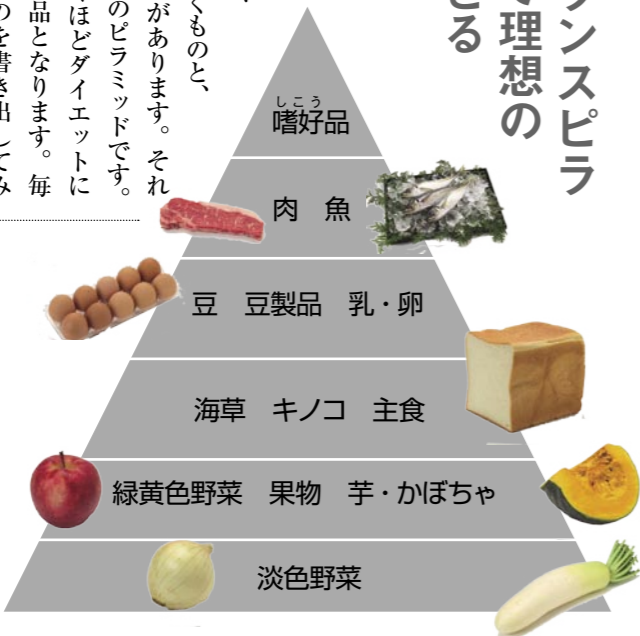 ンスピラ
理想の
る
くものと、
があります。それ
のピラミッドです。
ほどダイエットに
品となります。毎
のを書き出してみ
しこう
嗜好品
肉　魚
豆　豆製品　乳・卵
海草　キノコ　主食
緑黄色野菜　果物　芋・かぼちゃ
淡色野菜